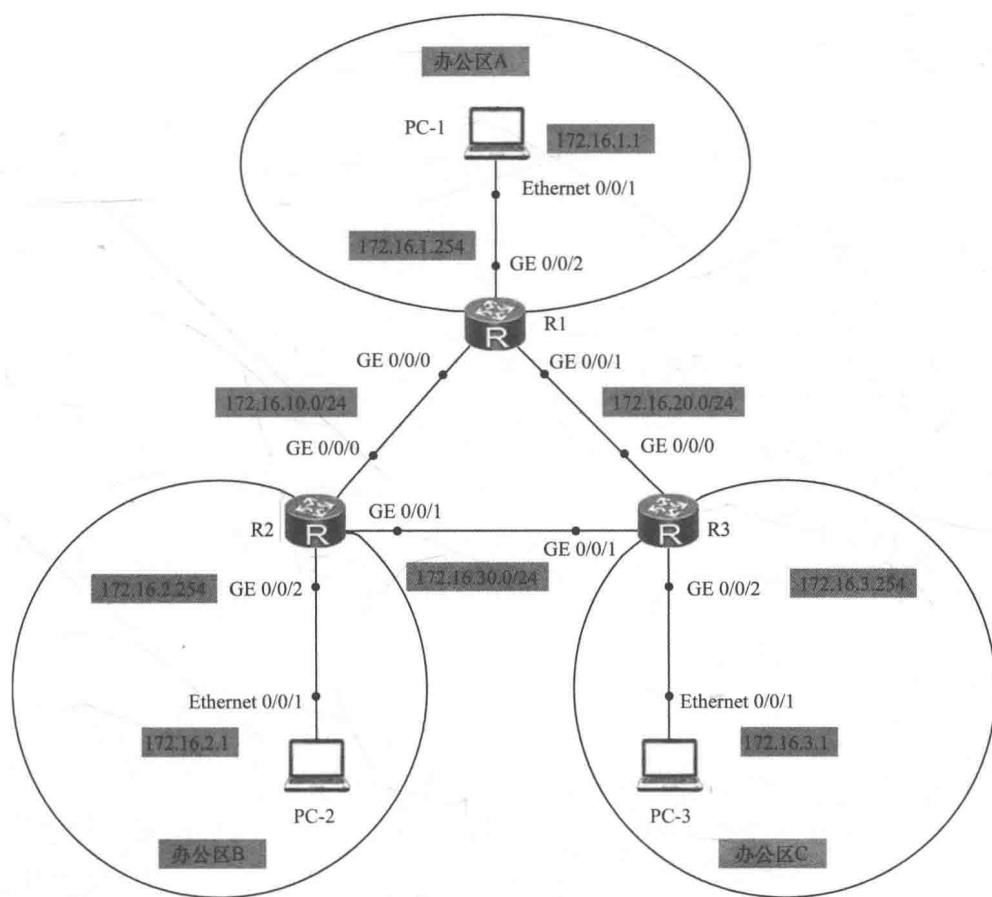 办公区A
PC-1
172.16.1.1
Ethernet 0/0/1
172.16.1.254
GE 0/0/2
R
R1
GE 0/0/0
GE 0/0/1
172.16.10.0/24
172.16.20.0/24
GE 0/0/0
GE 0/0/0
R2
R
GE 0/0/1
GE 0/0/1
R
R3
172.16.30.0/24
172.16.2.254
GE 0/0/2
GE 0/0/2
172.16.3.254
Ethernet 0/0/1
Ethernet 0/0/1
172.16.2.1
172.16.3.1
PC-2
PC-3
办公区B
办公区C